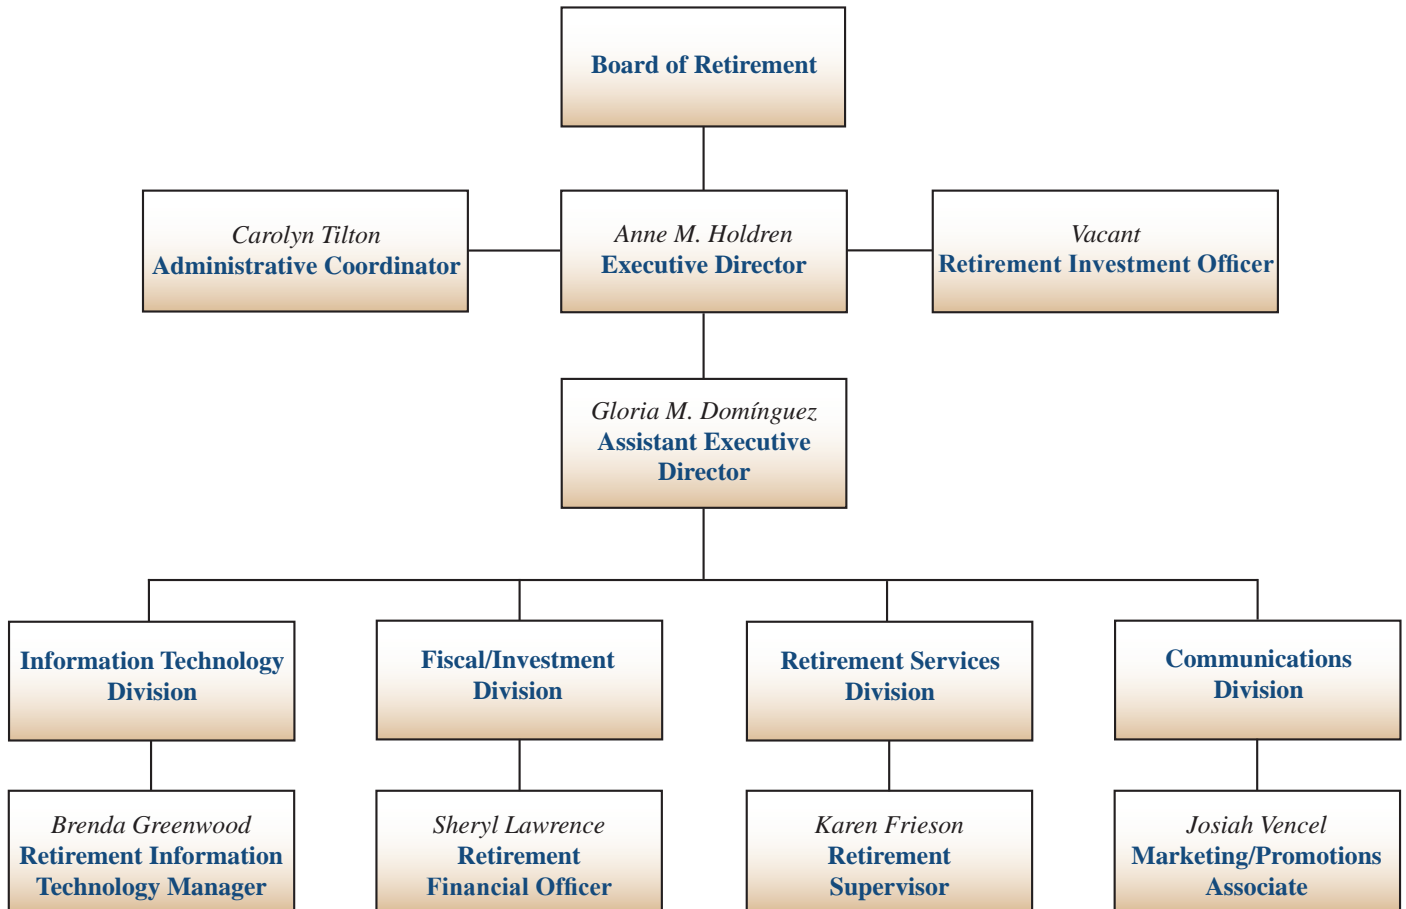 Board of Retirement
Carolyn Tilton
Administrative Coordinator
Anne M. Holdren
Executive Director
Vacant
Retirement Investment Officer
Gloria M. Domínguez
Assistant Executive
Director
Information Technology
Division
Fiscal/Investment
Division
Retirement Services
Division
Communications
Division
Brenda Greenwood
Retirement Information
Technology Manager
Sheryl Lawrence
Retirement
Financial Officer
Karen Frieson
Retirement
Supervisor
Josiah Vencel
Marketing/Promotions
Associate